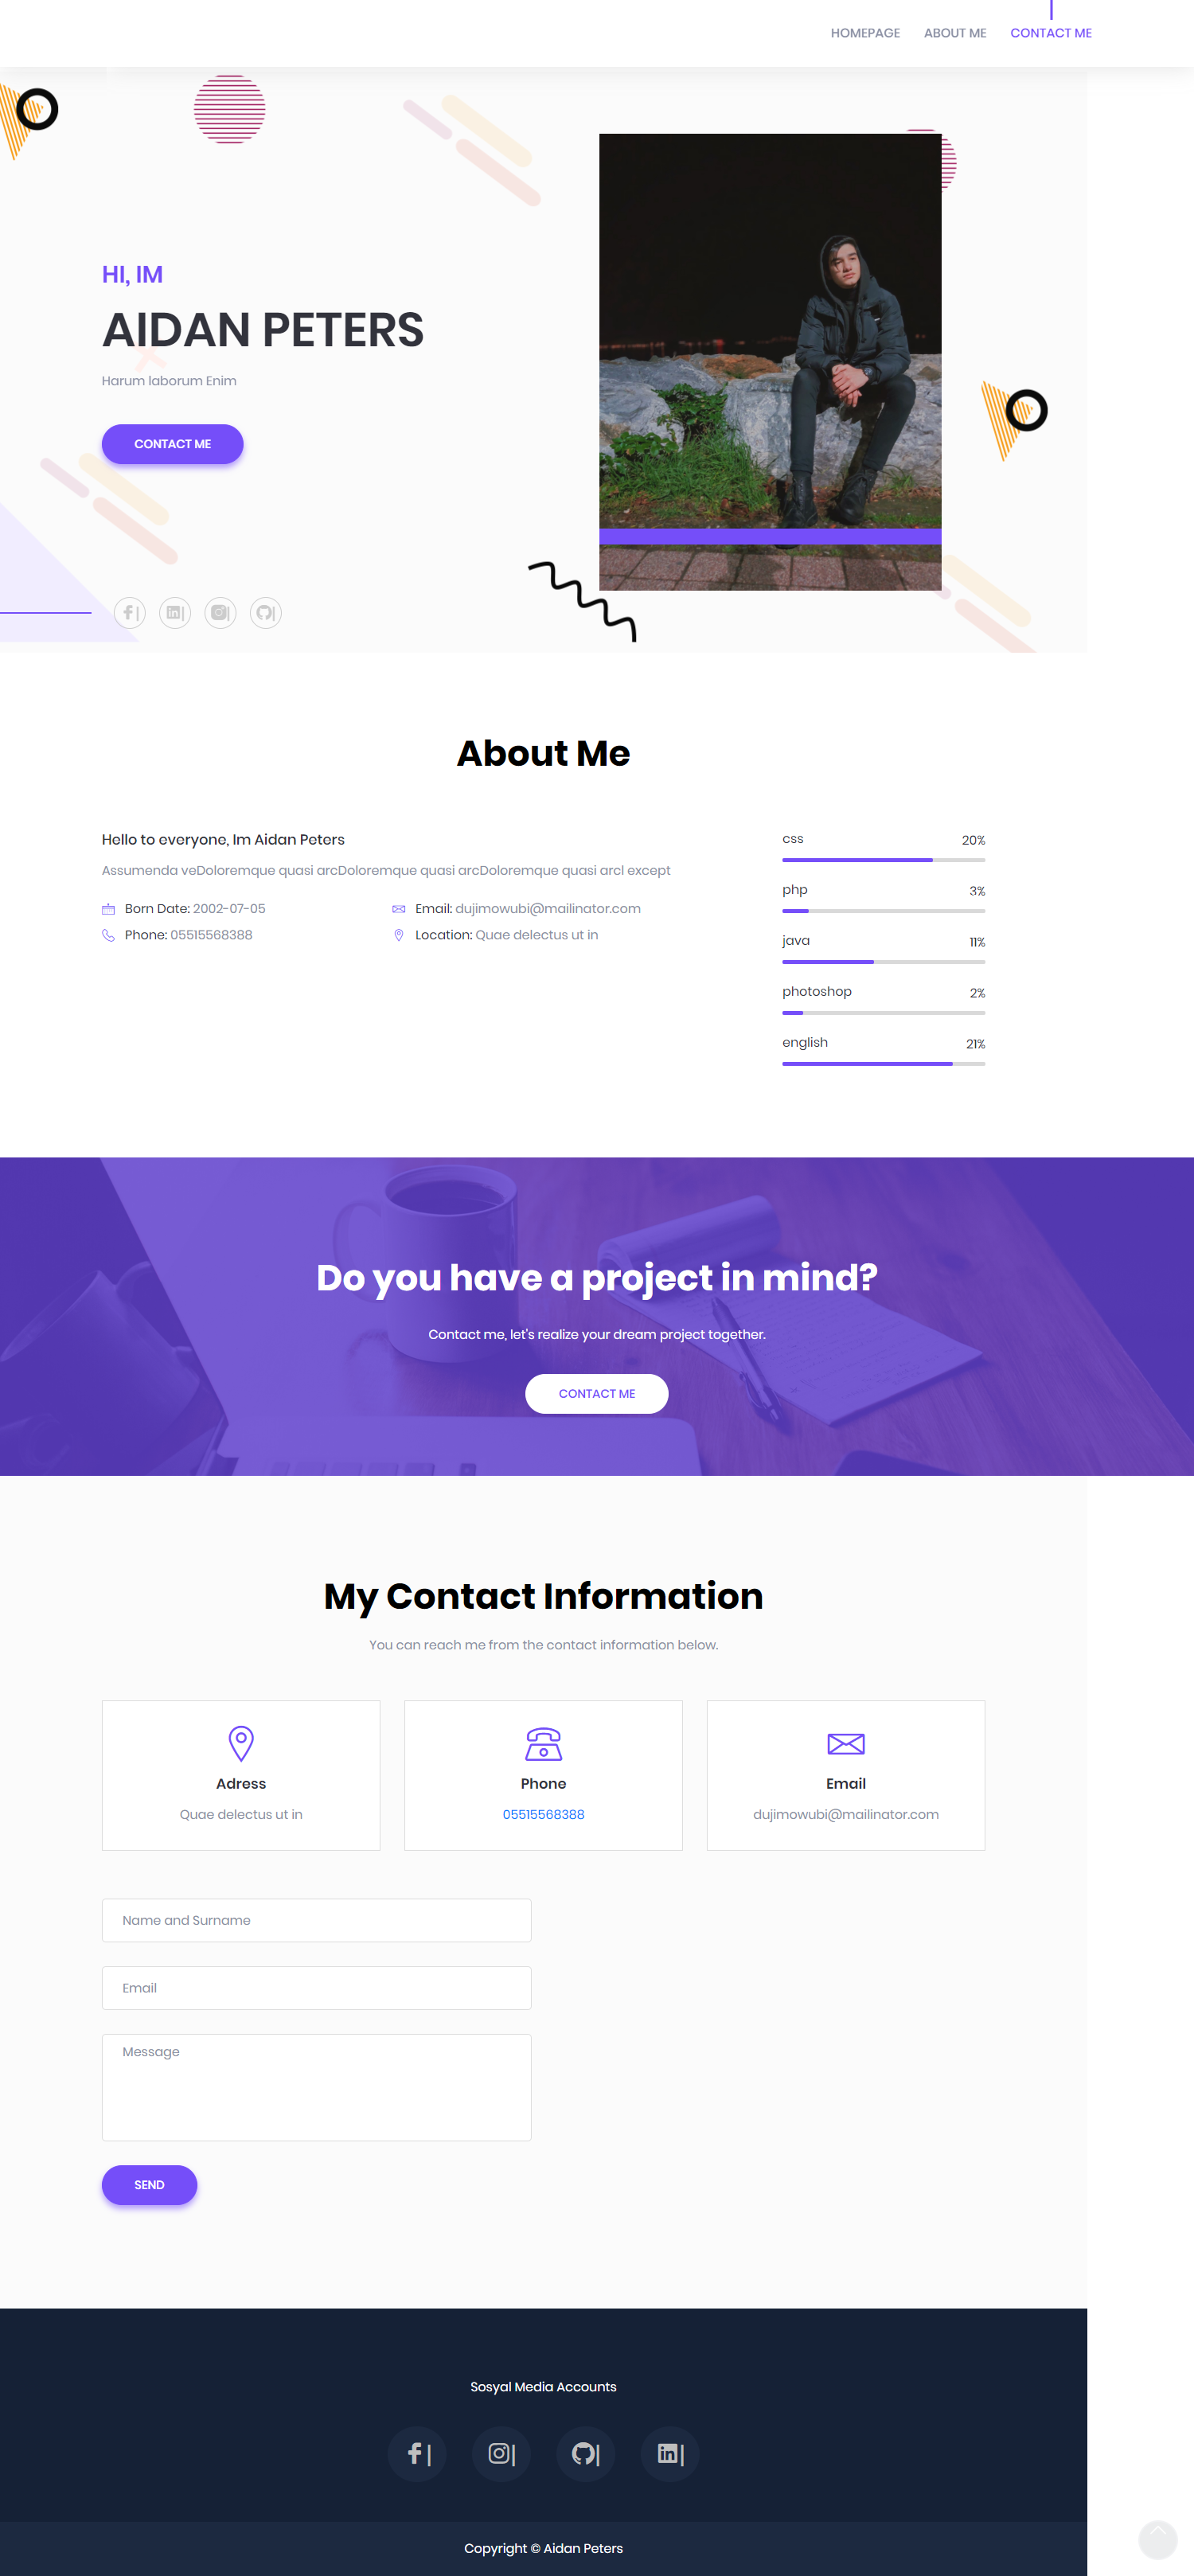 HOMEPAGE ABOUT ME CONTACT ME
HI, IM
AIDAN PETERS
Harum laborum Enim
CONTACT ME
About Me
Hello to everyone, Im Aidan Peters
Assumenda veDoloremque quasi arcDoloremque quasi arcDoloremque quasi arcl except
Born Date: 2002-07-05 Email: dujimowubi@mailinator.com
Phone: 05515568388 Location: Quae delectus ut in
css 20%
php 3%
java 11%
photoshop 2%
english 21%
Do you have a project in mind?
Contact me, let's realize your dream project together.
CONTACT ME
My Contact Information
You can reach me from the contact information below.
Adress
Quae delectus ut in
Phone
05515568388
Email
dujimowubi@mailinator.com
Name and Surname
Email
Message
SEND
Sosyal Media Accounts
Copyright © Aidan Peters